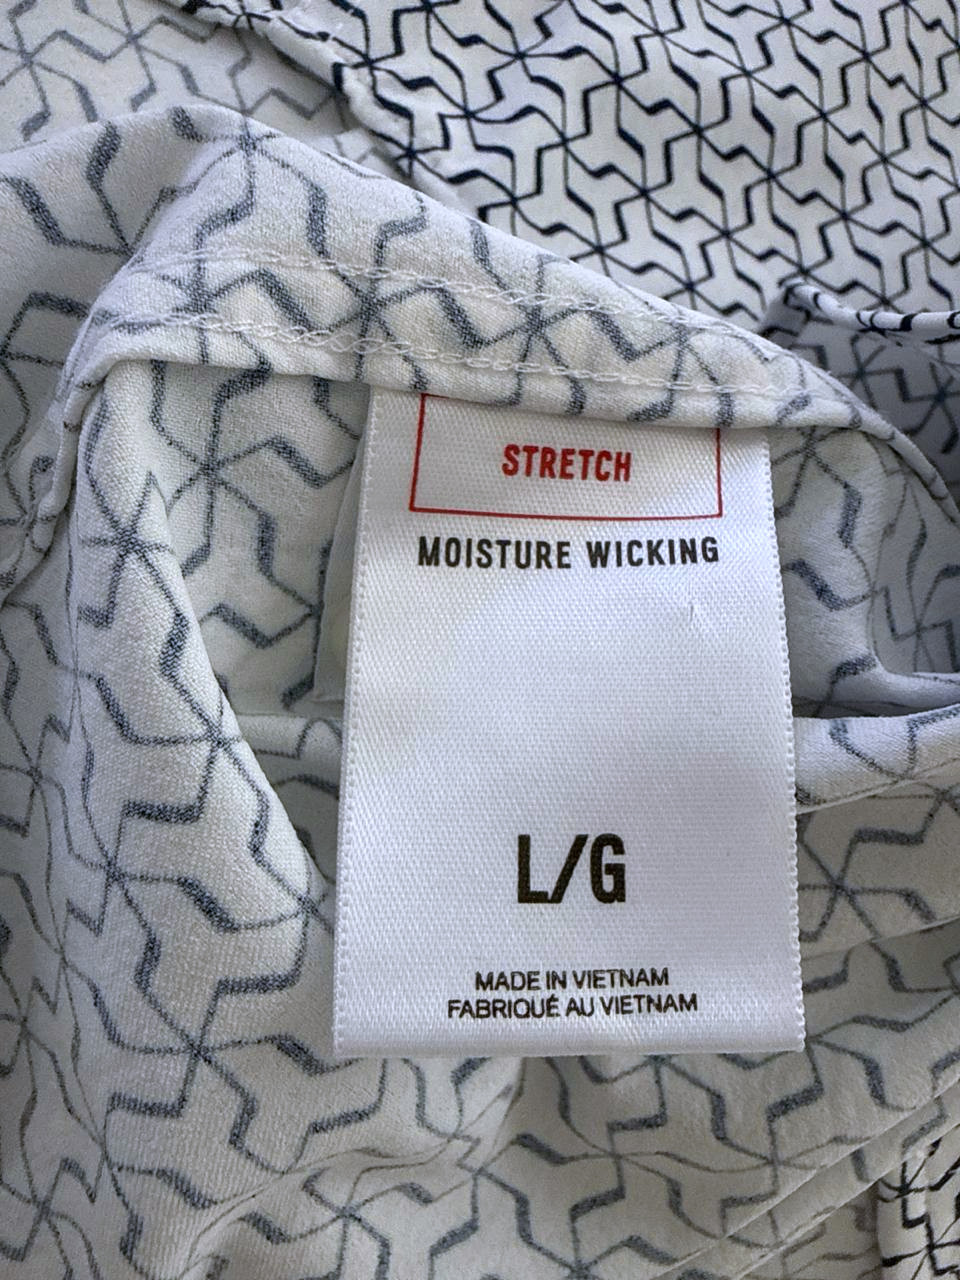 STRETCH
MOISTURE WICKING
L/G
MADE IN VIETNAM
FABRIQUÉ AU VIETNAM